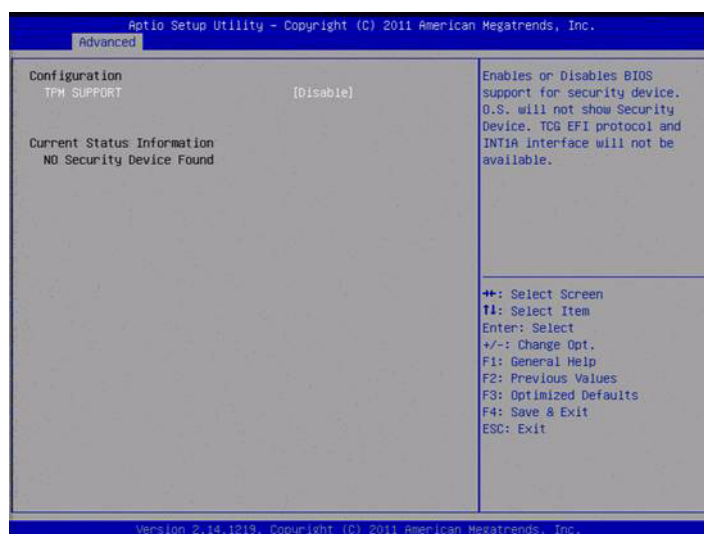 Aptio Setup Utility - Copyright (C) 2011 American Megatrends, Inc.
Advanced
Configuration
TPM SUPPORT [Disable]
Current Status Information
NO Security Device Found
Enables or Disables BIOS
support for security device.
O.S. will not show Security
Device. TCG EFI protocol and
INT1A interface will not be
available.
→←: Select Screen
↑↓: Select Item
Enter: Select
+/-: Change Opt.
F1: General Help
F2: Previous Values
F3: Optimized Defaults
F4: Save & Exit
ESC: Exit
Version 2.14.1219. Copyright (C) 2011 American Megatrends, Inc.